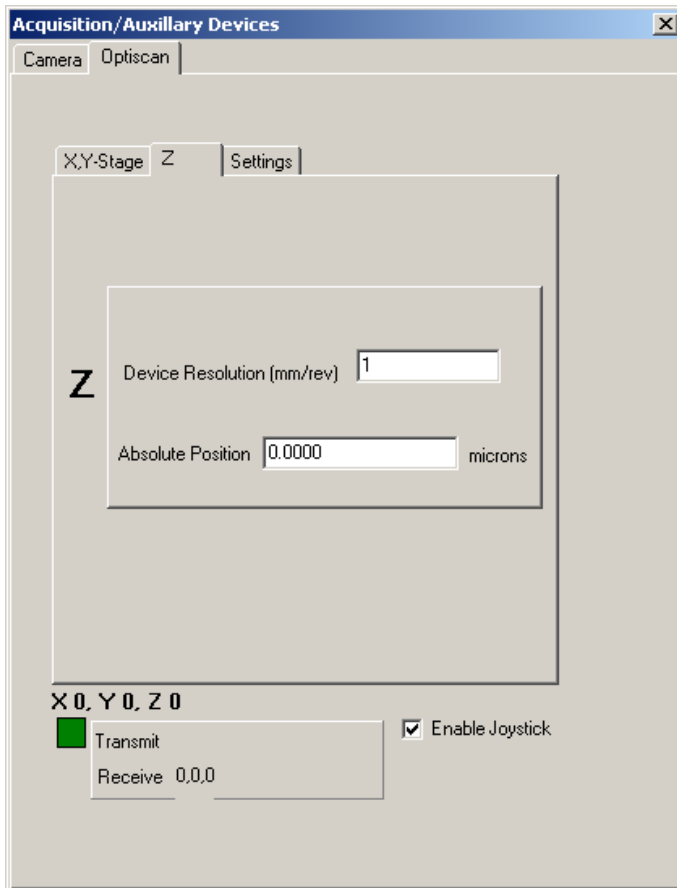 Acquisition/Auxillary Devices
Camera Optiscan
X,Y-Stage Z Settings
Z
Device Resolution (mm/rev) 1
Absolute Position 0.0000 microns
X 0, Y 0, Z 0
Transmit
Enable Joystick
Receive 0,0,0